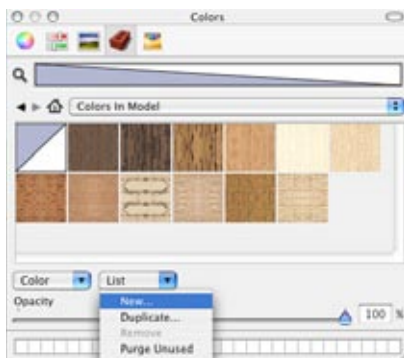 Colors
Colors In Model
Color
List
Opacity
New...
100 %
Duplicate...
Remove
Purge Unused